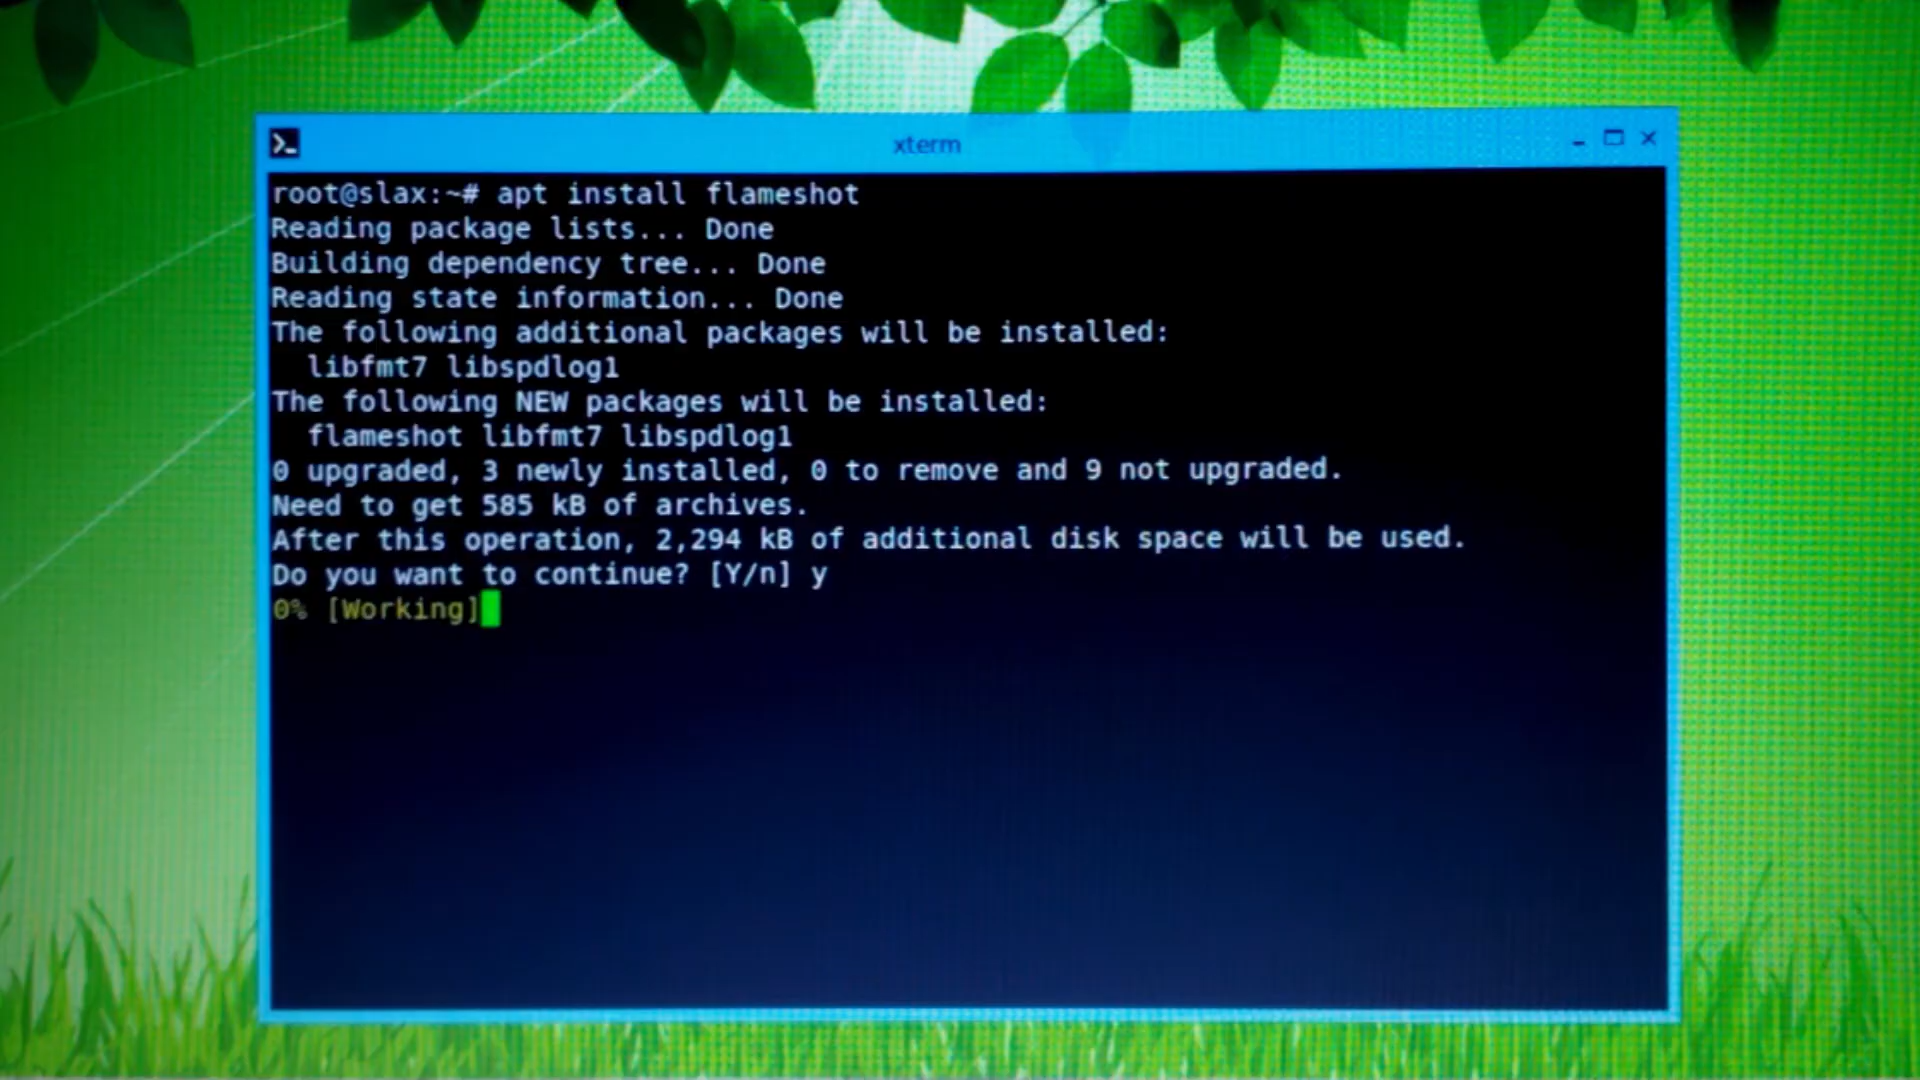 xterm
root@slax:~# apt install flameshot
Reading package lists... Done
Building dependency tree... Done
Reading state information... Done
The following additional packages will be installed:
  libfmt7 libspdlog1
The following NEW packages will be installed:
  flameshot libfmt7 libspdlog1
0 upgraded, 3 newly installed, 0 to remove and 9 not upgraded.
Need to get 585 kB of archives.
After this operation, 2,294 kB of additional disk space will be used.
Do you want to continue? [Y/n] y
0% [Working]